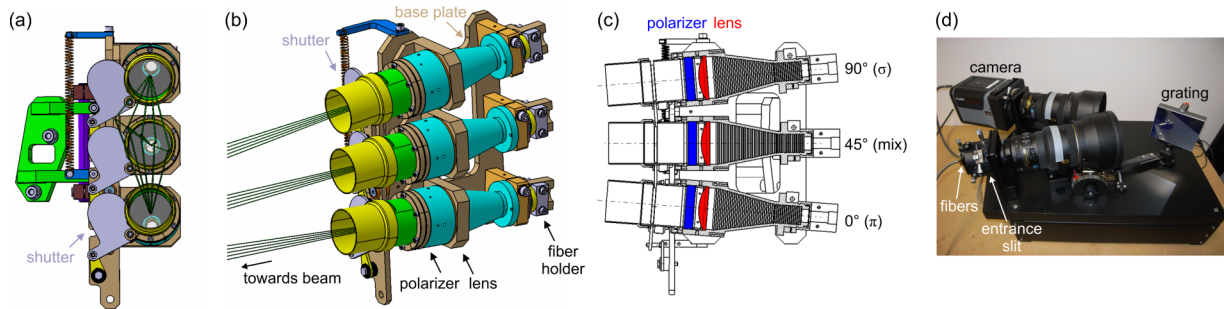 (a)
shutter
(b)
base plate
shutter
towards beam
polarizer
lens
fiber
holder
(c)
polarizer lens
90° (σ)
45° (mix)
0° (π)
(d)
camera
grating
fibers
entrance
slit